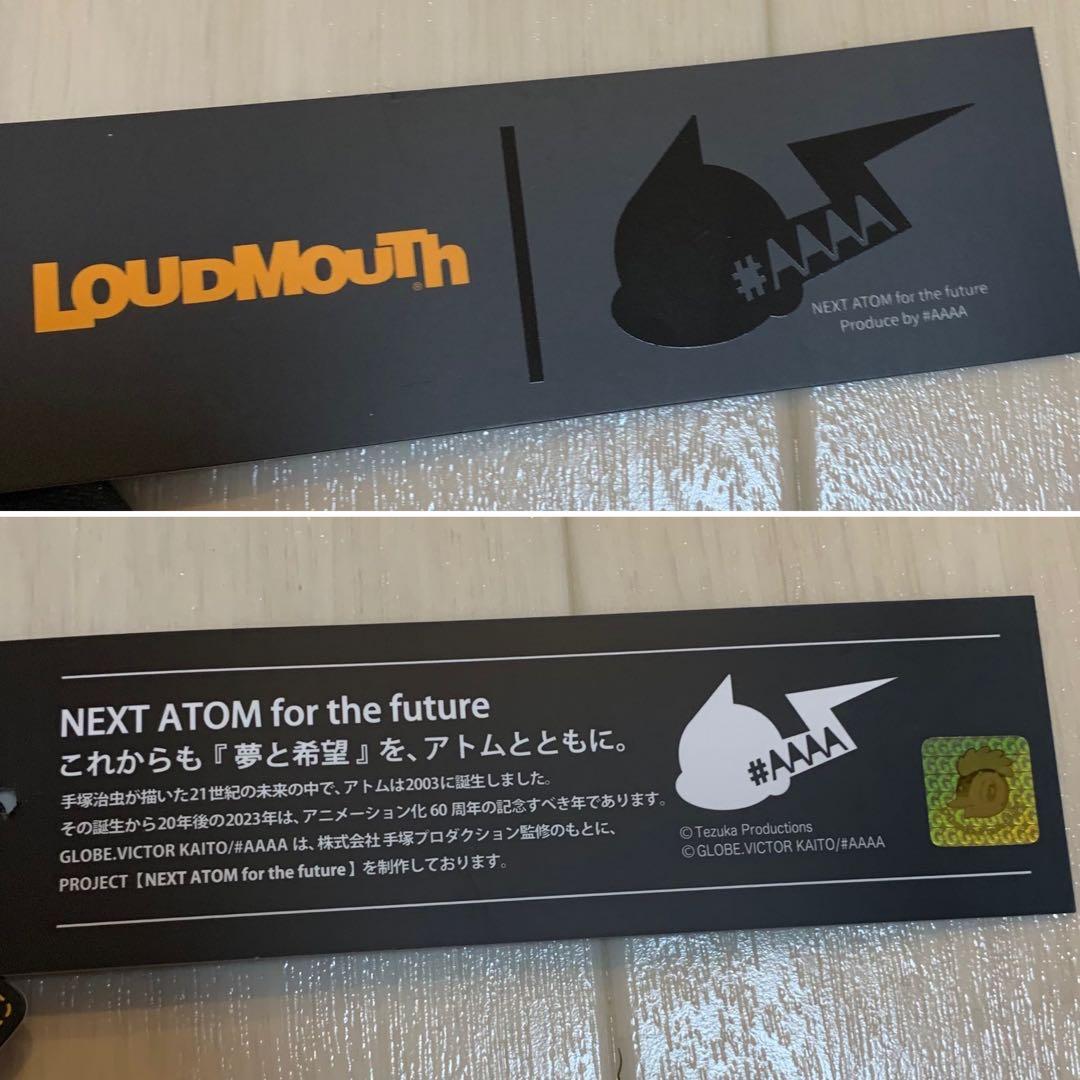 LOUDMOUTh®
#AAAA
NEXT ATOM for the future
Produce by #AAAA
NEXT ATOM for the future
これからも『夢と希望』を、アトムとともに。
手塚治虫が描いた21世紀の未来の中で、アトムは2003に誕生しました。
その誕生から20年後の2023年は、アニメーション化 60 周年の記念すべき年であります。
GLOBE.VICTOR KAITO/#AAAA は、株式会社 手塚プロダクション監修のもとに、
PROJECT【NEXT ATOM for the future】を制作しております。
#AAAA
© Tezuka Productions
© GLOBE.VICTOR KAITO/#AAAA